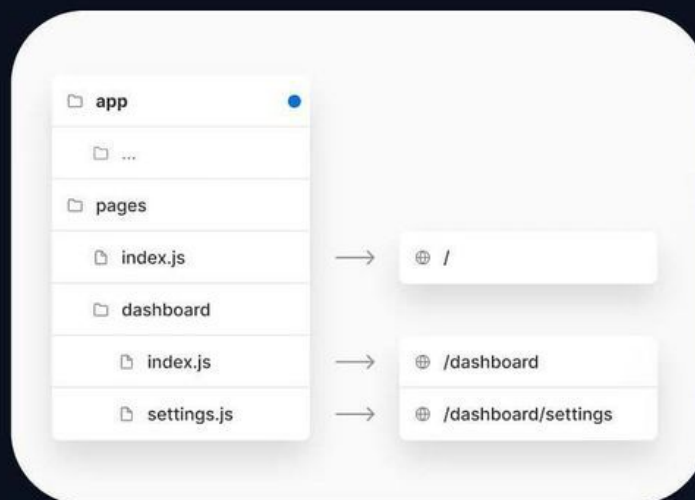 app
...
pages
index.js
/
dashboard
index.js
/dashboard
settings.js
/dashboard/settings